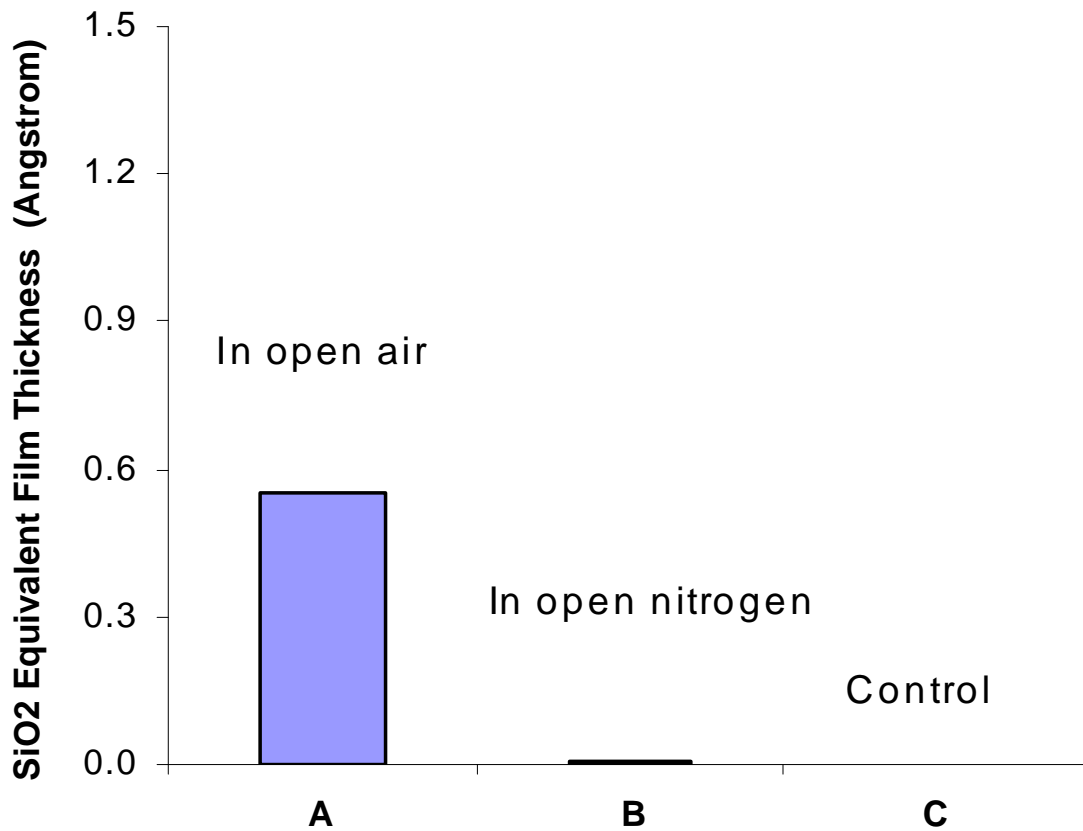 SiO2 Equivalent Film Thickness (Angstrom)
1.5
1.2
0.9
0.6
0.3
0.0
In open air
In open nitrogen
Control
A
B
C